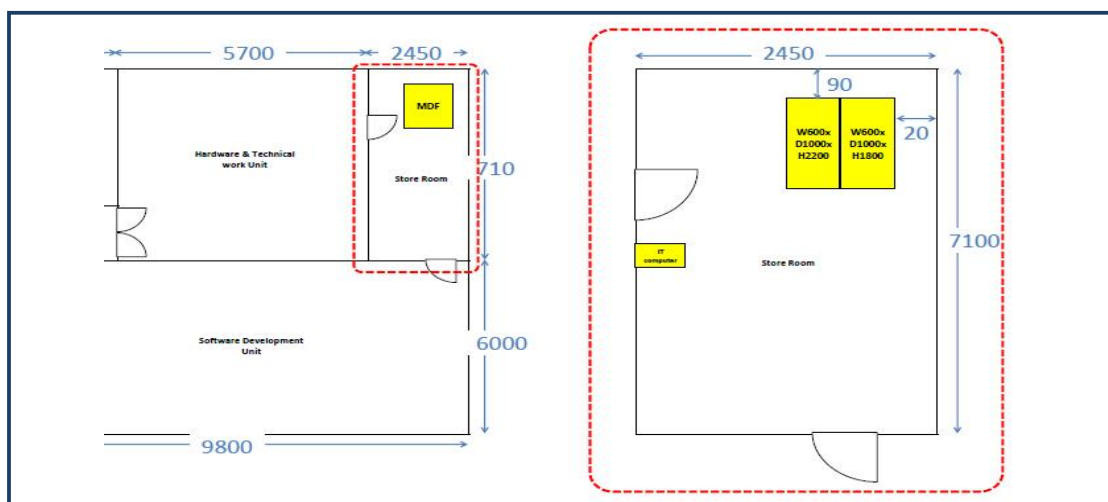 5700
2450
MDF
Hardware & Technical
work Unit
Store Room
710
Software Development
Unit
6000
9800
2450
90
W600x
D1000x
H2200
W600x
D1000x
H1800
20
IT
computer
Store Room
7100